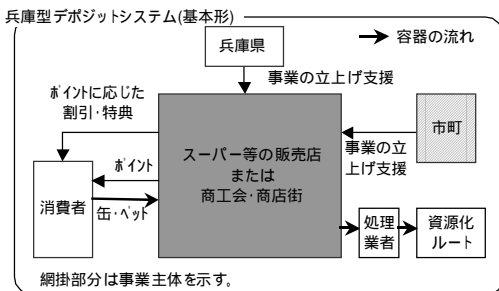 兵庫型デポジットシステム(基本形)
兵庫県
容器の流れ
事業の立上げ支援
ポイントに応じた
割引・特典
市町
事業の立
上げ支援
スーパー等の販売店
または
商工会・商店街
ポイント
消費者
缶・ペット
処理
業者
資源化
ルート
網掛部分は事業主体を示す。